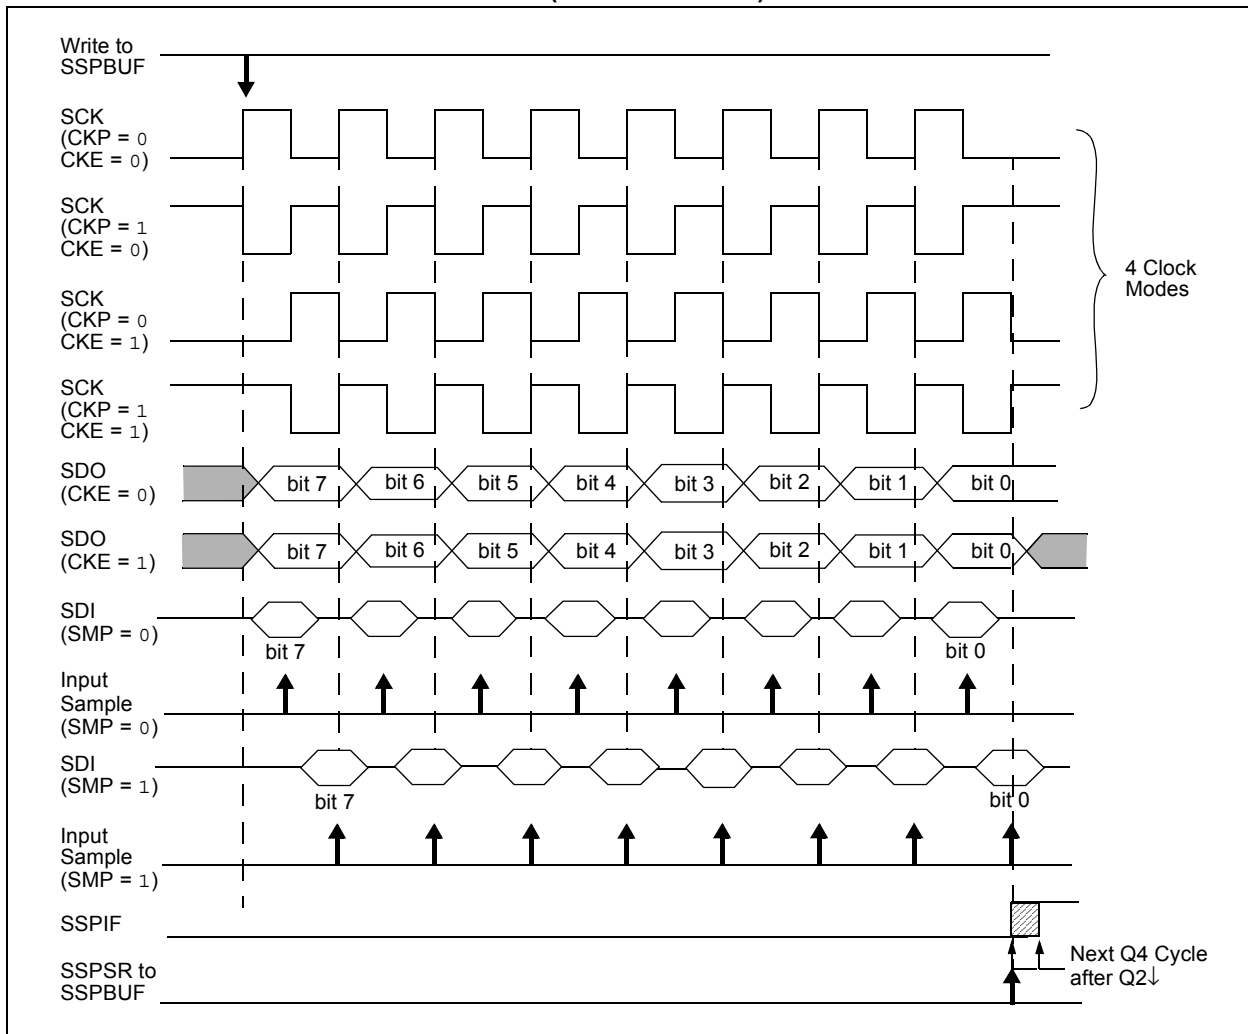 Write to
SSPBUF
SCK
(CKP = 0
CKE = 0)
SCK
(CKP = 1
CKE = 0)
4 Clock
Modes
SCK
(CKP = 0
CKE = 1)
SCK
(CKP = 1
CKE = 1)
SDO
(CKE = 0)
bit 7 bit 6 bit 5 bit 4 bit 3 bit 2 bit 1 bit 0
SDO
(CKE = 1)
bit 7 bit 6 bit 5 bit 4 bit 3 bit 2 bit 1 bit 0
SDI
(SMP = 0)
bit 7 bit 0
Input
Sample
(SMP = 0)
SDI
(SMP = 1)
bit 7 bit 0
Input
Sample
(SMP = 1)
SSPIF
Next Q4 Cycle
after Q2↓
SSPSR to
SSPBUF